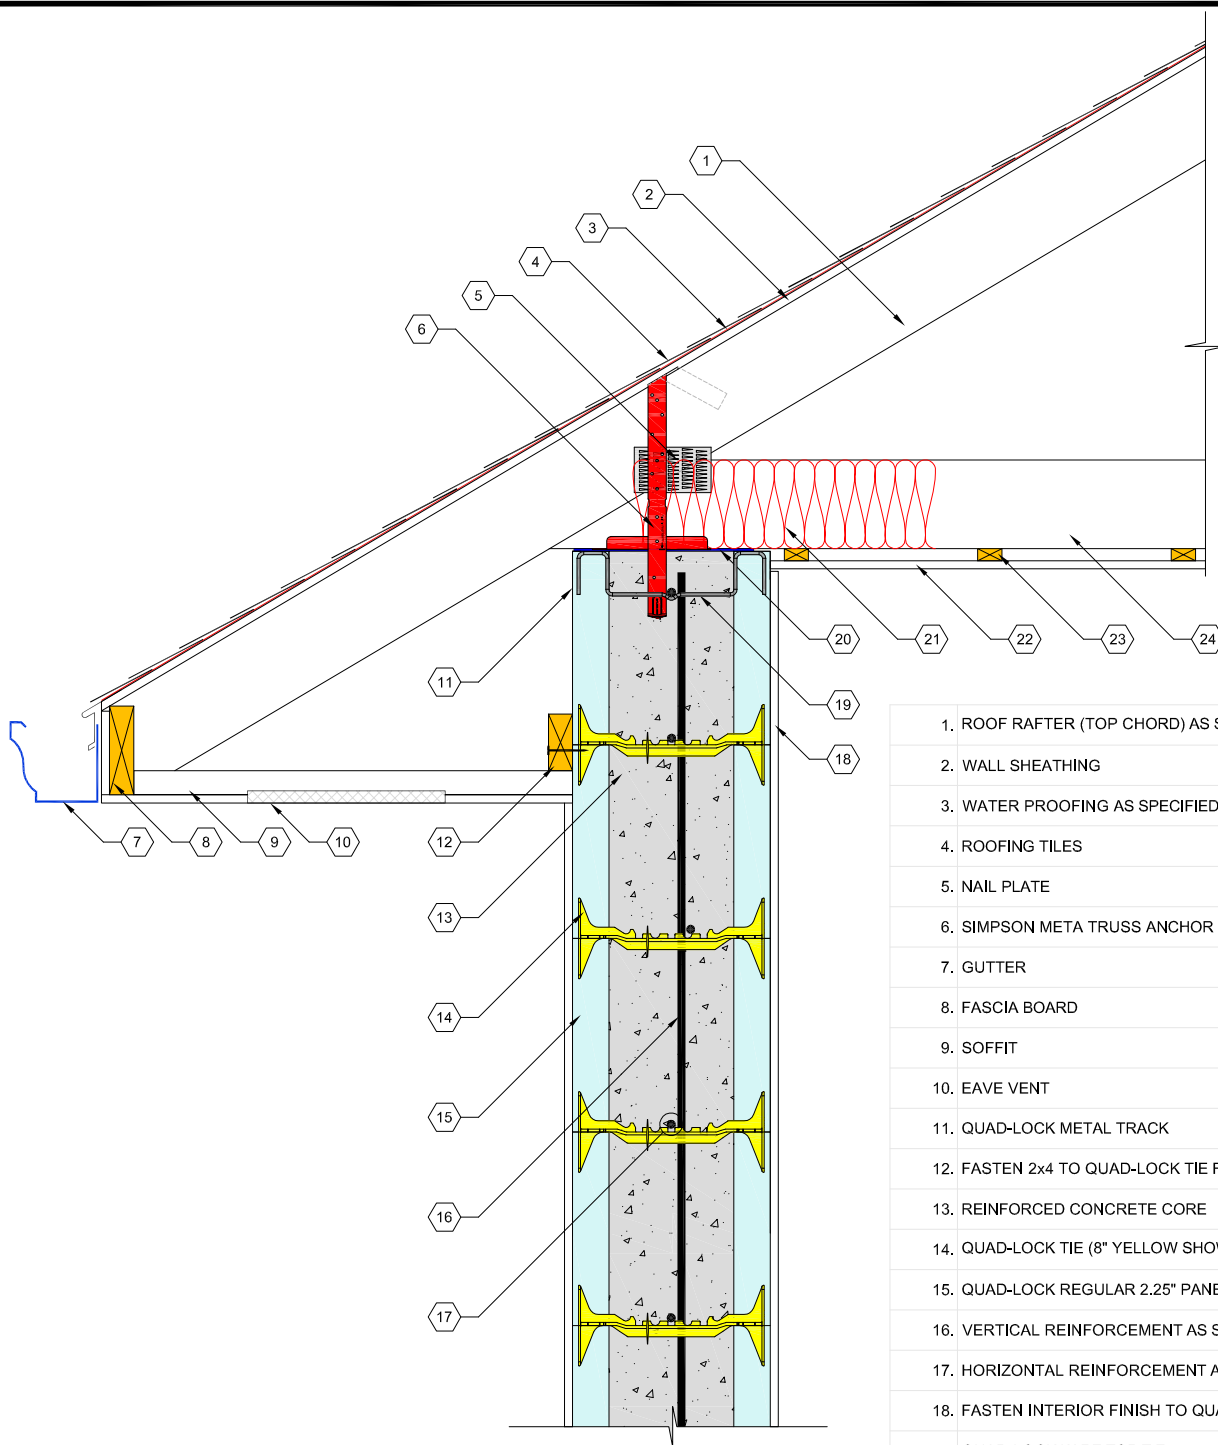 1
2
3
4
5
6
7
8
9
10
11
12
13
14
15
16
17
18
19
20
21
22
23
24
1. ROOF RAFTER (TOP CHORD) AS
2. WALL SHEATHING
3. WATER PROOFING AS SPECIFIED
4. ROOFING TILES
5. NAIL PLATE
6. SIMPSON META TRUSS ANCHOR
7. GUTTER
8. FASCIA BOARD
9. SOFFIT
10. EAVE VENT
11. QUAD-LOCK METAL TRACK
12. FASTEN 2x4 TO QUAD-LOCK TIE
13. REINFORCED CONCRETE CORE
14. QUAD-LOCK TIE (8" YELLOW
15. QUAD-LOCK REGULAR 2.25"
16. VERTICAL REINFORCEMENT AS
17. HORIZONTAL REINFORCEMENT
18. FASTEN INTERIOR FINISH TO